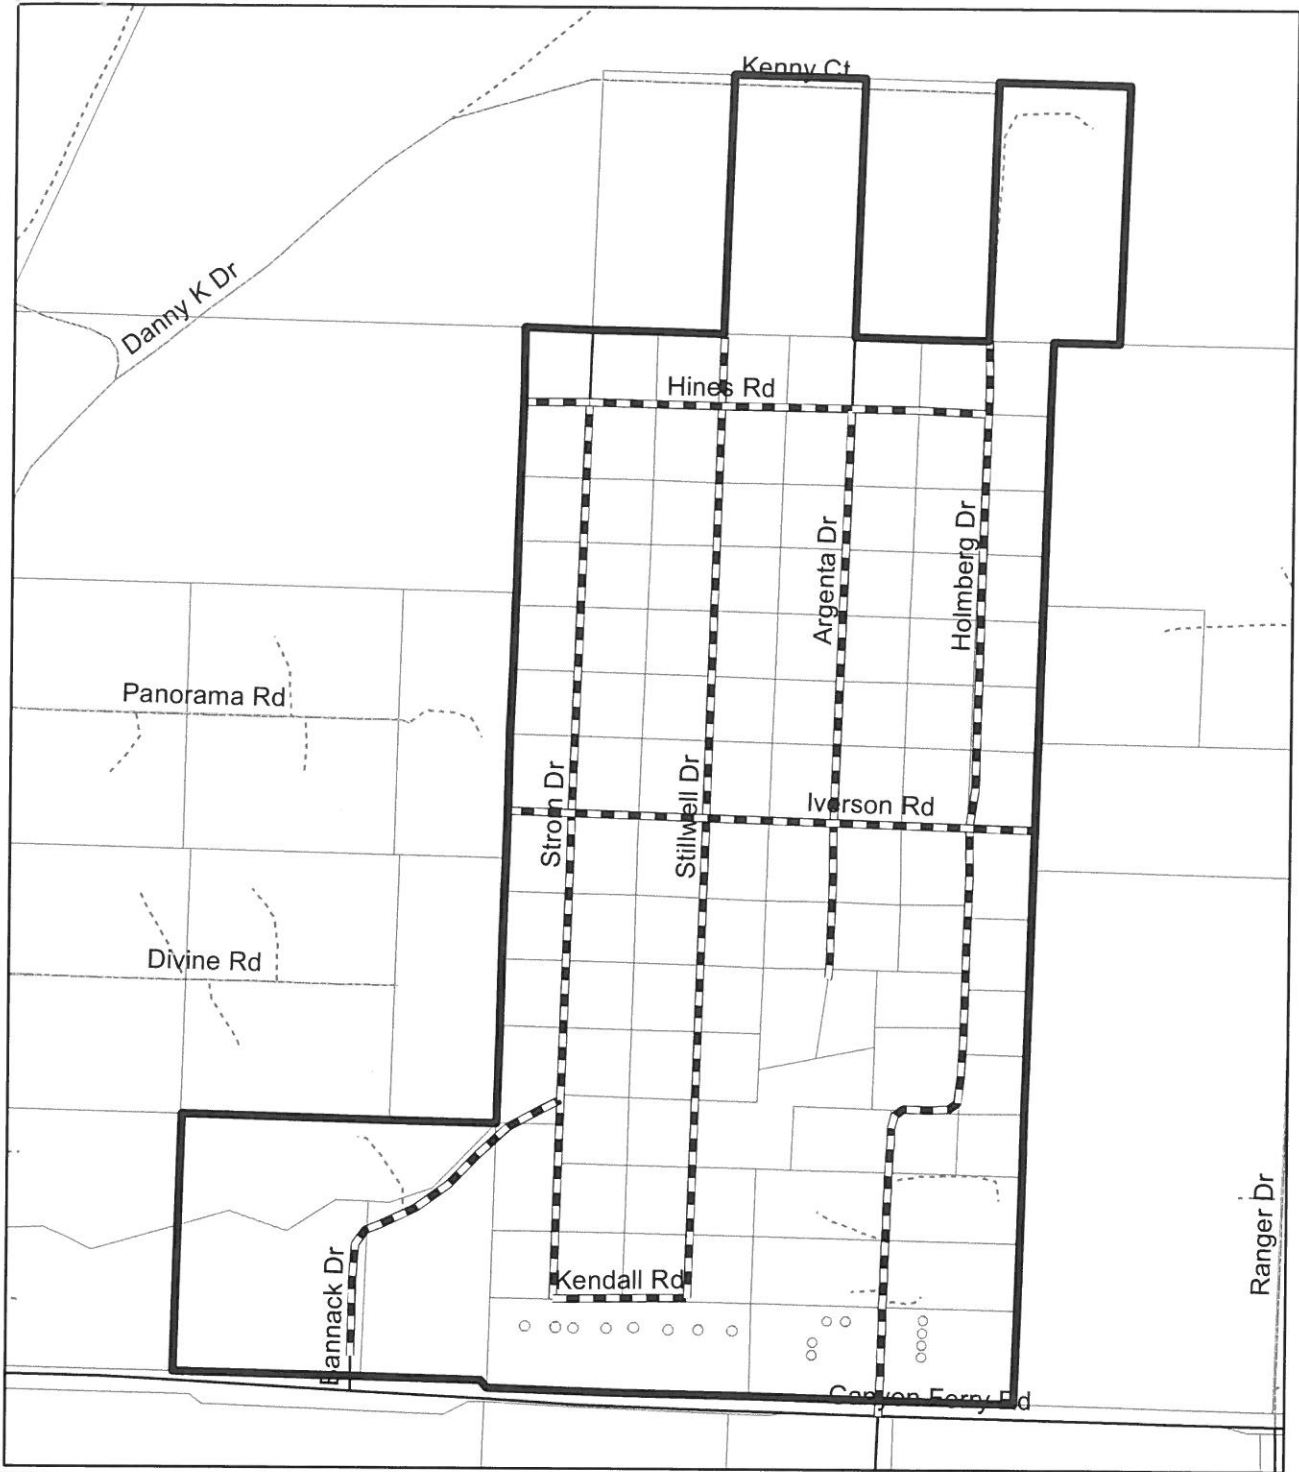 Kenny Ct
Danny K Dr
Hines Rd
Argenta Dr
Holmberg Dr
Panorama Rd
Strom Dr
Stillwell Dr
Iverson Rd
Divine Rd
Ranger Dr
Bannack Dr
Kendall Rd
Canyon Ferry Rd